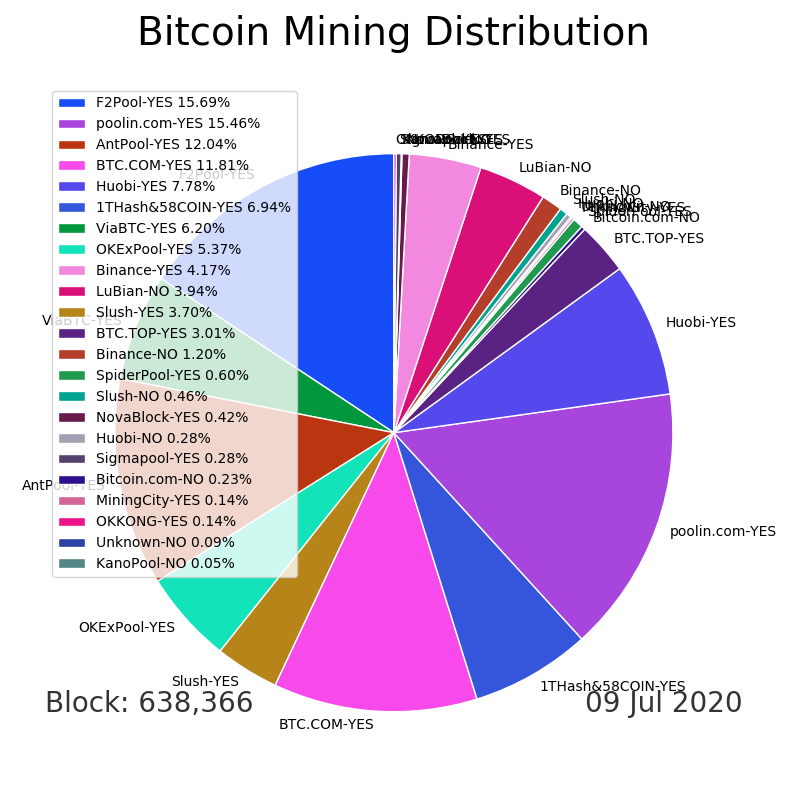 Bitcoin Mining Distribution
F2Pool-YES 15.69%
poolin.com-YES 15.46%
AntPool-YES 12.04%
BTC.COM-YES 11.81%
Huobi-YES 7.78%
1THash&58COIN-YES 6.94%
ViaBTC-YES 6.20%
OKExPool-YES 5.37%
Binance-YES 4.17%
LuBian-NO 3.94%
Slush-YES 3.70%
BTC.TOP-YES 3.01%
Binance-NO 1.20%
SpiderPool-YES 0.60%
Slush-NO 0.46%
NovaBlock-YES 0.42%
Huobi-NO 0.28%
Sigmapool-YES 0.28%
Bitcoin.com-NO 0.23%
MiningCity-YES 0.14%
OKKONG-YES 0.14%
Unknown-NO 0.09%
KanoPool-NO 0.05%
Binance-YES
LuBian-NO
Binance-NO
Slush-NO
Bitcoin.com-NO
BTC.TOP-YES
Huobi-YES
poolin.com-YES
1THash&58COIN-YES
BTC.COM-YES
Slush-YES
OKExPool-YES
AntPool-YES
ViaBTC-YES
F2Pool-YES
Block: 638,366
09 Jul 2020